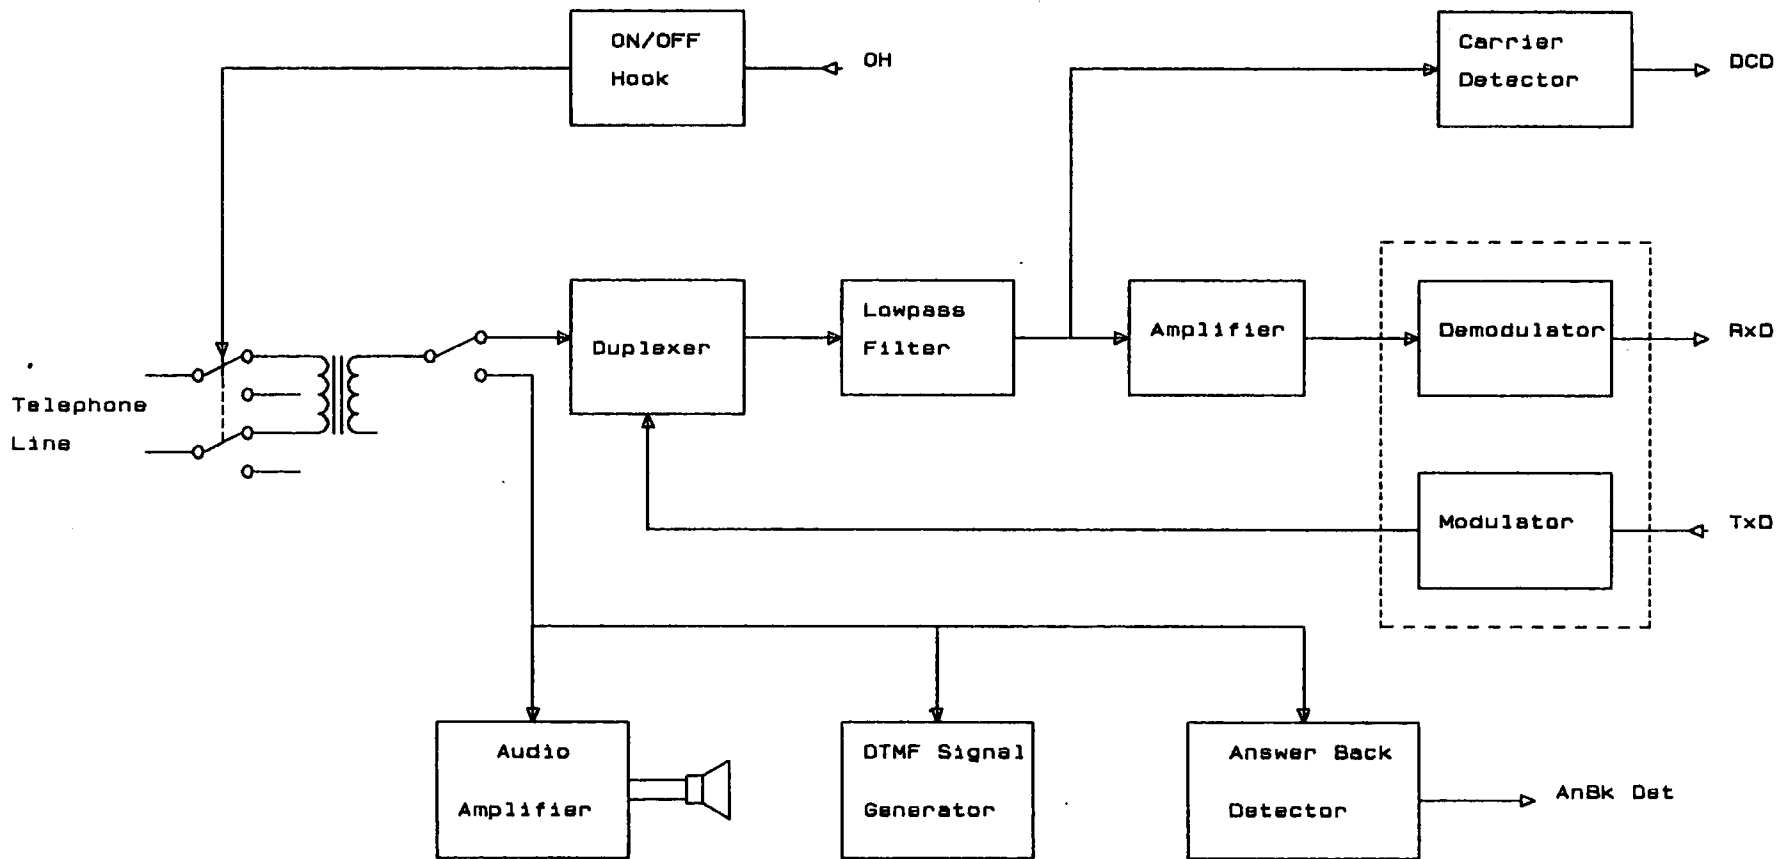 ON/OFF
Hook
OH
Carrier
Detector
DCD
Telephone
Line
Duplexer
Lowpass
Filter
Amplifier
Demodulator
RxD
Modulator
TxD
Audio
Amplifier
DTMF Signal
Generator
Answer Back
Detector
AnBk Det